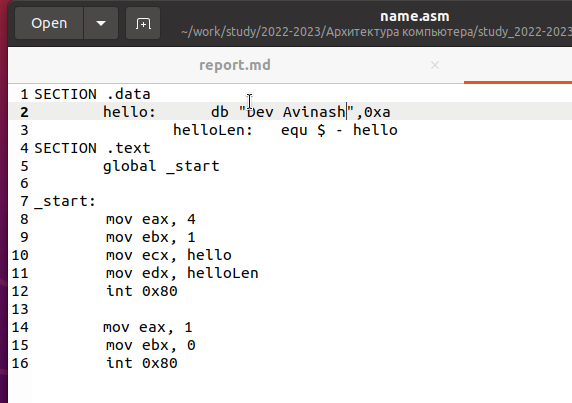 Open
name.asm
~/work/study/2022-2023/Архитектура компьютера/study_2022-2023
report.md ×
1 SECTION .data
2 hello: db "Dev Avinash",0xa
3 helloLen: equ $ - hello
4 SECTION .text
5 global _start
6
7 _start:
8 mov eax, 4
9 mov ebx, 1
10 mov ecx, hello
11 mov edx, helloLen
12 int 0x80
13
14 mov eax, 1
15 mov ebx, 0
16 int 0x80